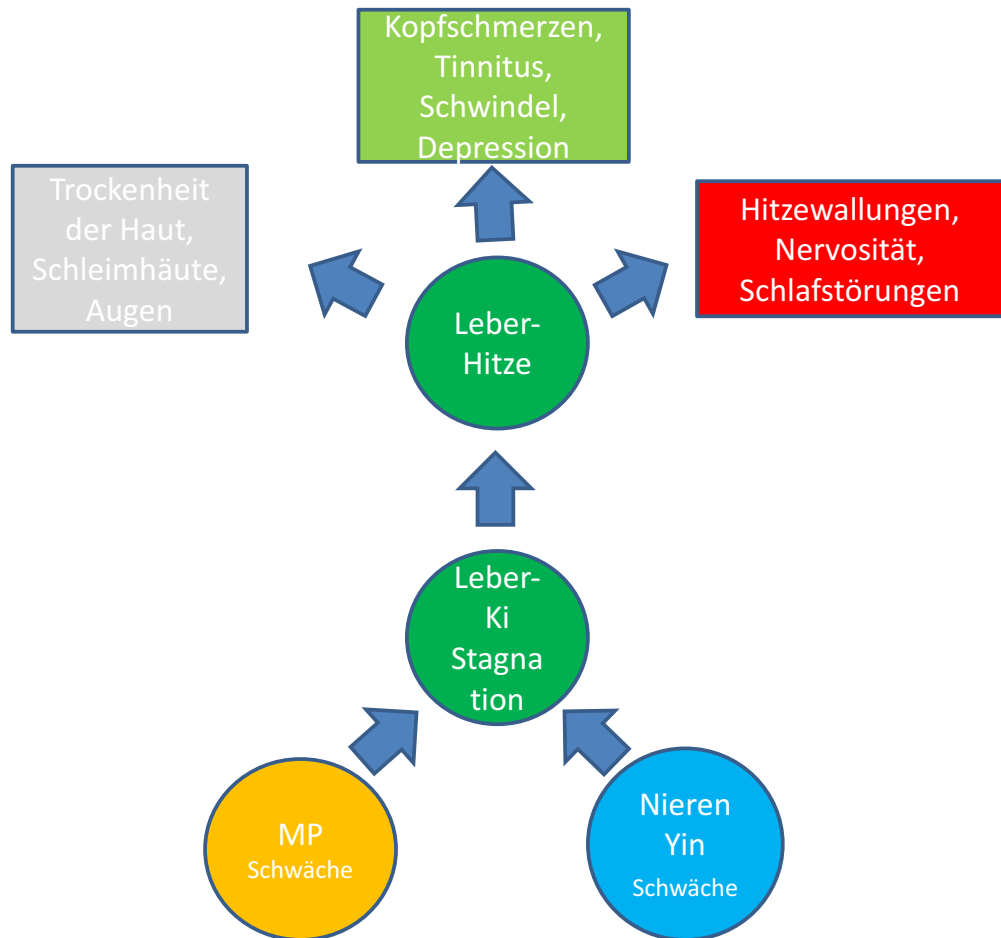 Kopfschmerzen,
Tinnitus,
Schwindel,
Depression
Trockenheit
der Haut,
Schleimhäute,
Augen
Hitzewallungen,
Nervosität,
Schlafstörungen
Leber-
Hitze
Leber-
Ki
Stagna
tion
MP
Schwäche
Nieren
Yin
Schwäche